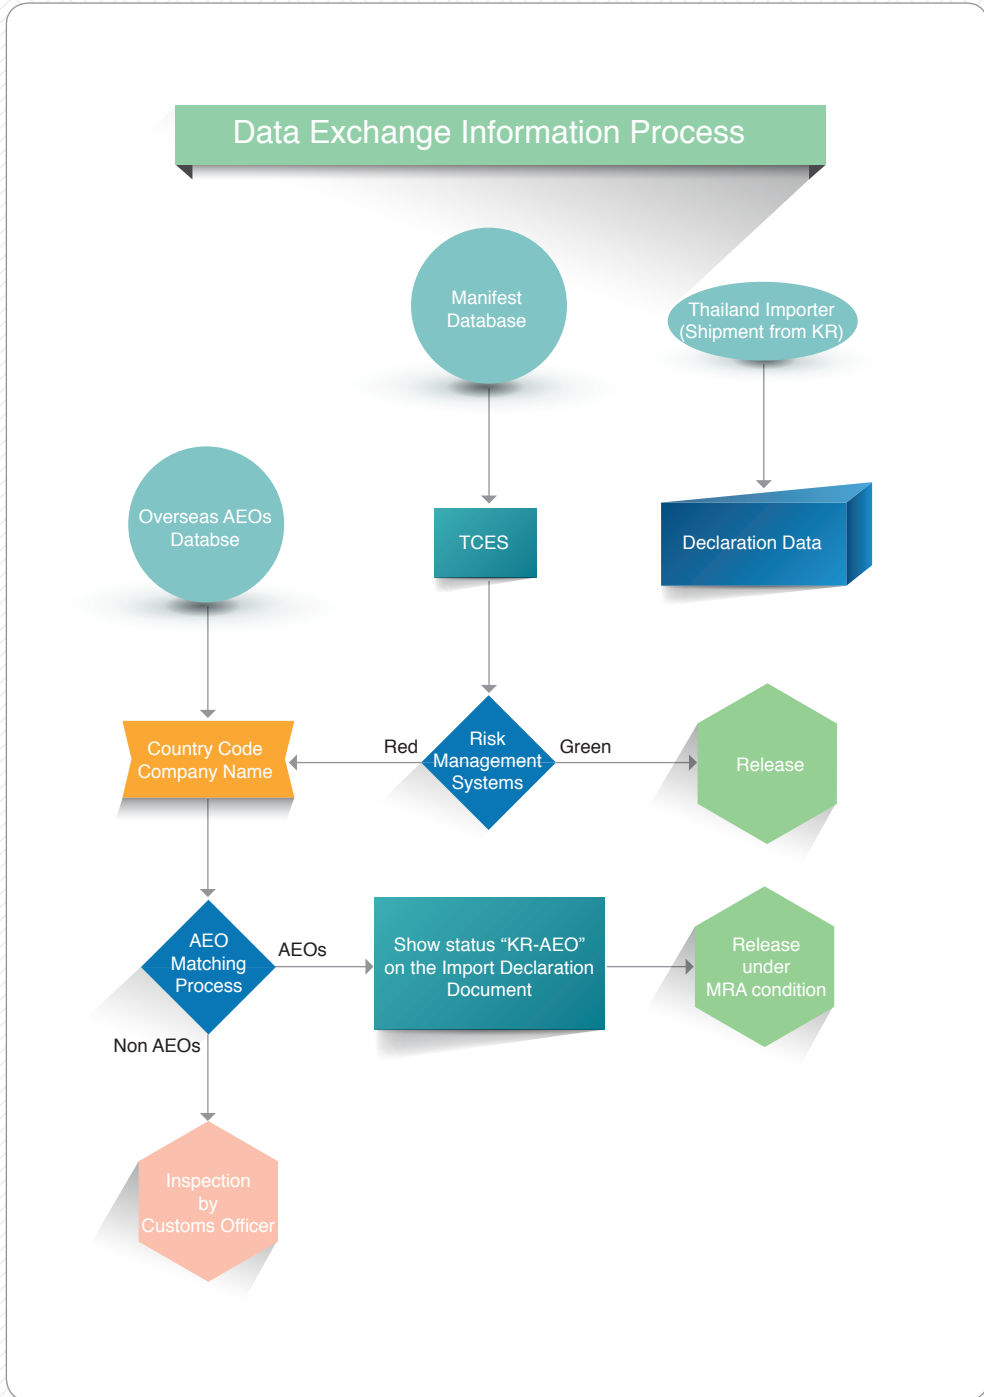 Data Exchange Information Process
Manifest
Database
Thailand Importer
(Shipment from KR)
Overseas AEOs
Databse
TCES
Declaration Data
Country Code
Company Name
Red
Risk
Management
Systems
Green
Release
AEO
Matching
Process
AEOs
Show status “KR-AEO”
on the Import Declaration
Document
Release
under
MRA condition
Non AEOs
Inspection
by
Customs Officer